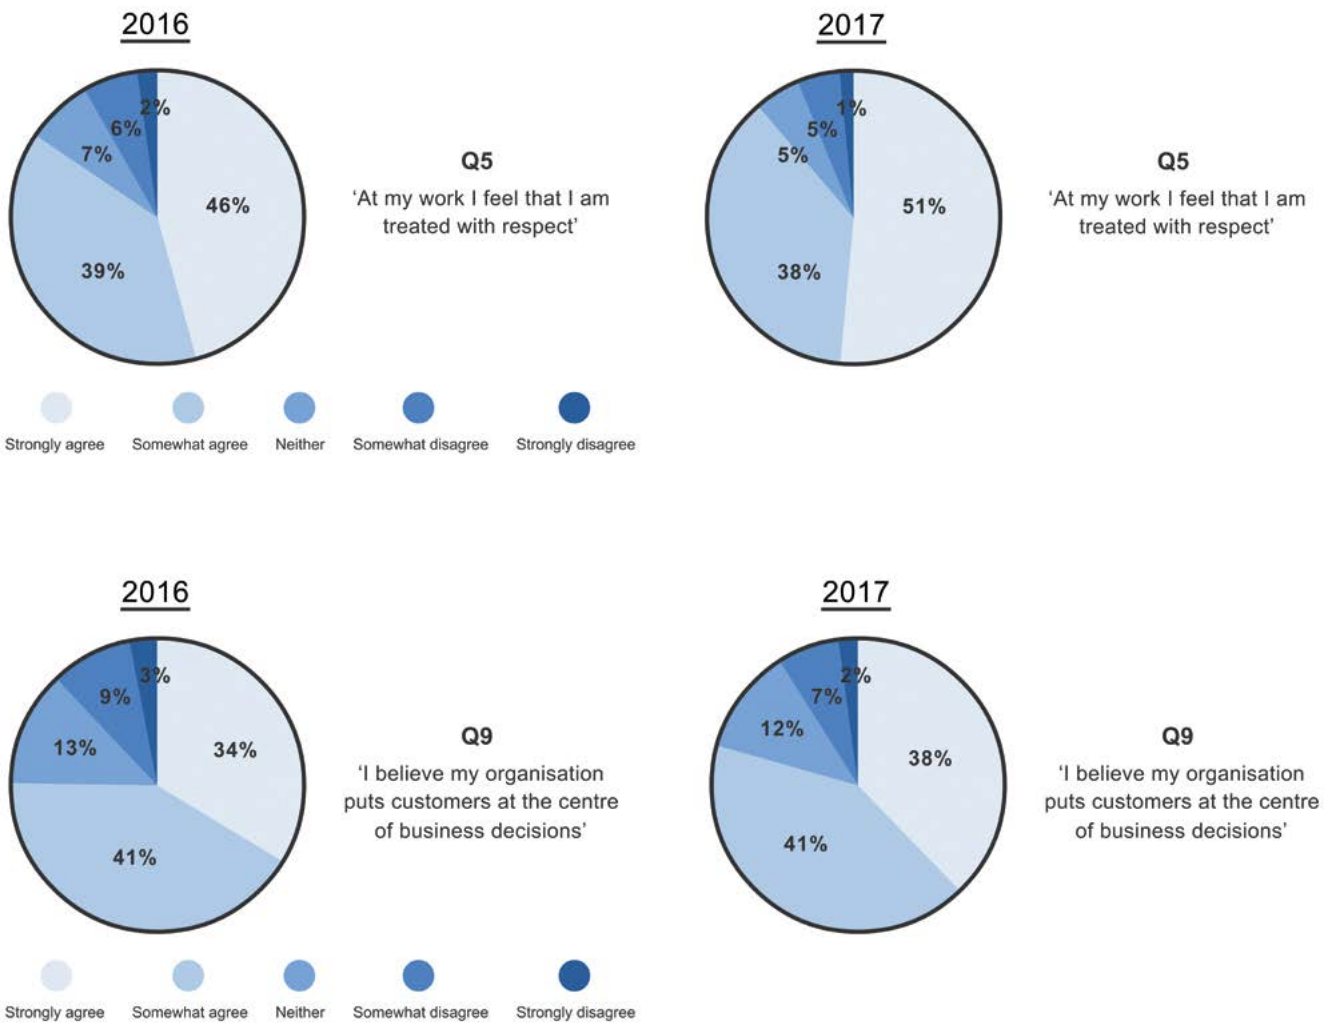 2016
2%
6%
7%
46%
39%
Q5
‘At my work I feel that I am
treated with respect’
2017
1%
5%
5%
51%
38%
Q5
‘At my work I feel that I am
treated with respect’
Strongly agree
Somewhat agree
Neither
Somewhat disagree
Strongly disagree
2016
3%
9%
13%
34%
41%
Q9
‘I believe my organisation
puts customers at the centre
of business decisions’
2017
2%
7%
12%
38%
41%
Q9
‘I believe my organisation
puts customers at the centre
of business decisions’
Strongly agree
Somewhat agree
Neither
Somewhat disagree
Strongly disagree